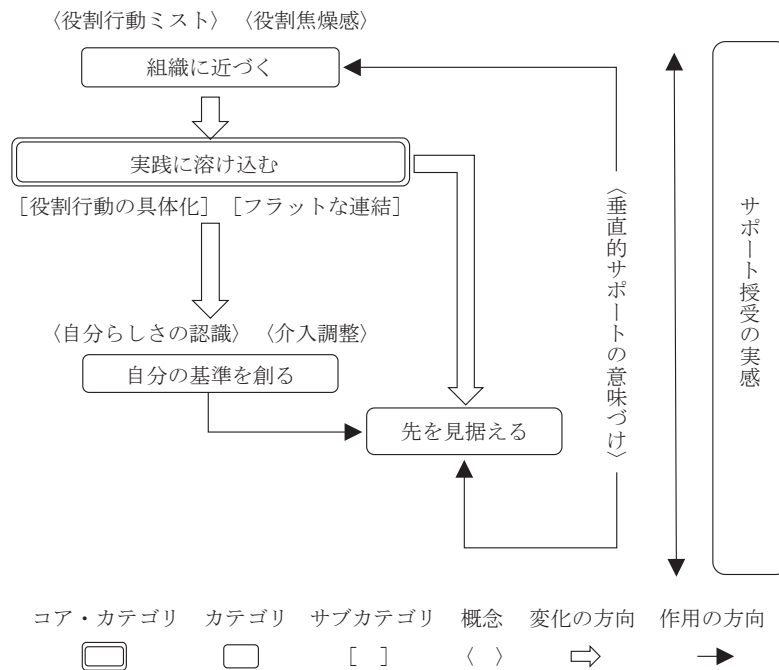 〈役割行動ミスト〉 〈役割焦燥感〉
組織に近づく
実践に溶け込む
［役割行動の具体化］ ［フラットな連結］
〈自分らしさの認識〉 〈介入調整〉
自分の基準を創る
先を見据える
〈垂直的サポートの意味づけ〉
サポート授受の実感
コア・カテゴリ カテゴリ サブカテゴリ 概念 変化の方向 作用の方向
［ ］ 〈 〉